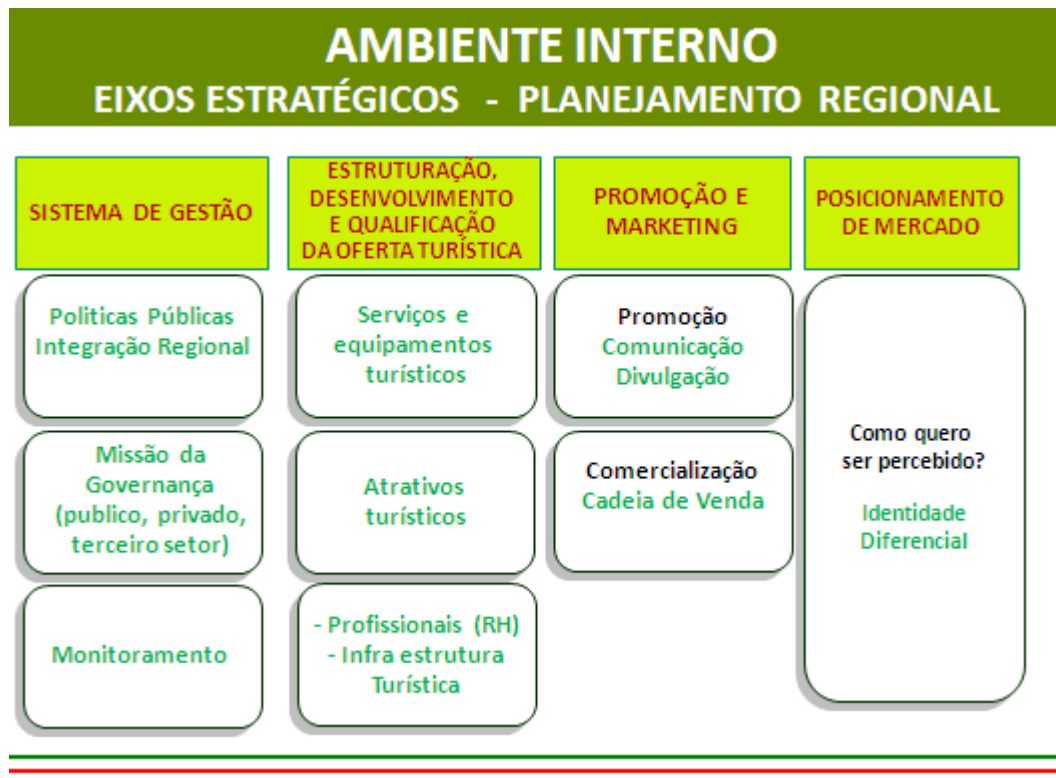 AMBIENTE INTERNO
EIXOS ESTRATÉGICOS - PLANEJAMENTO REGIONAL
SISTEMA DE GESTÃO
Politicas Públicas
Integração Regional
Missão da
Governança
(publico, privado,
terceiro setor)
Monitoramento
ESTRUTURAÇÃO,
DESENVOLVIMENTO
E QUALIFICAÇÃO
DA OFERTA TURÍSTICA
Serviços e
equipamentos
turísticos
Atrativos
turísticos
- Profissionais (RH)
- Infra estrutura
Turística
PROMOÇÃO E
MARKETING
Promoção
Comunicação
Divulgação
Comercialização
Cadeia de Venda
POSICIONAMENTO
DE MERCADO
Como quero
ser percebido?
Identidade
Diferencial